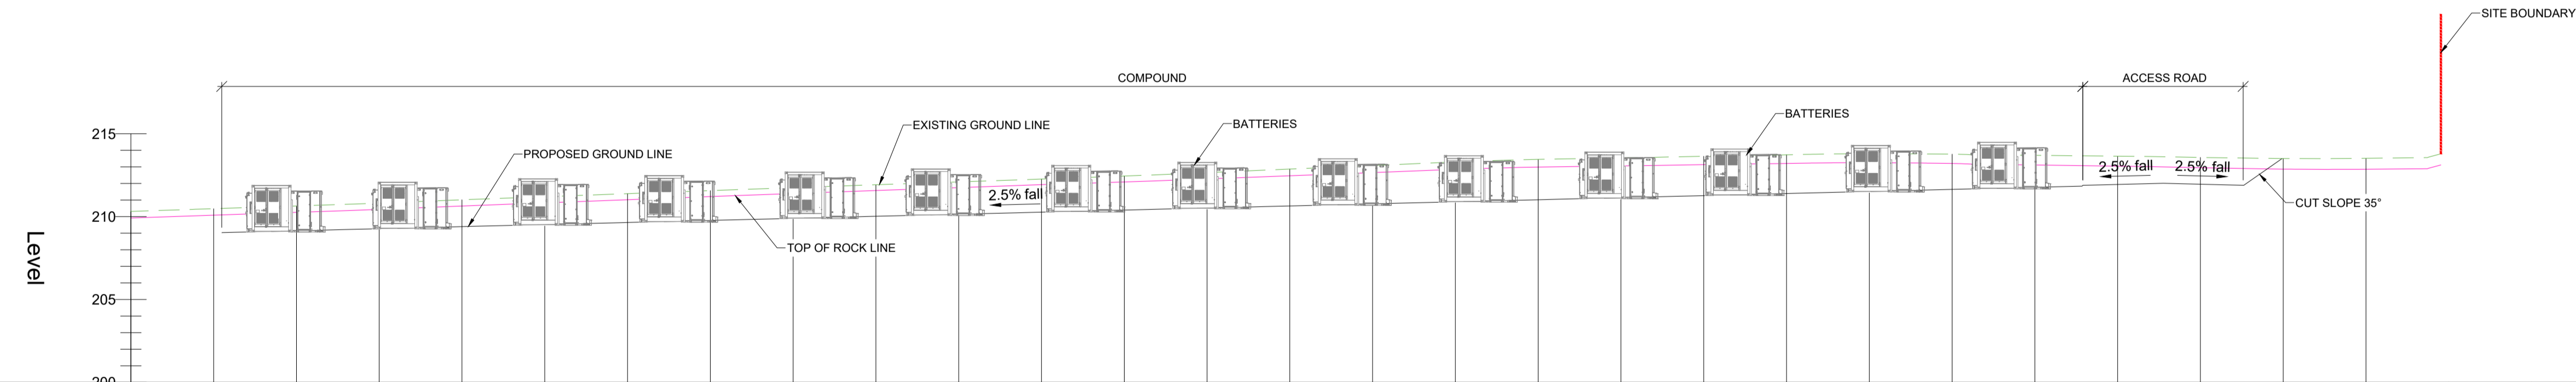 SITE BOUNDARY
COMPOUND
ACCESS ROAD
BATTERIES
EXISTING GROUND LINE
BATTERIES
215
PROPOSED GROUND LINE
2.5% fall
2.5% fall
2.5% fall
CUT SLOPE 35°
210
TOP OF ROCK LINE
Level
205
200